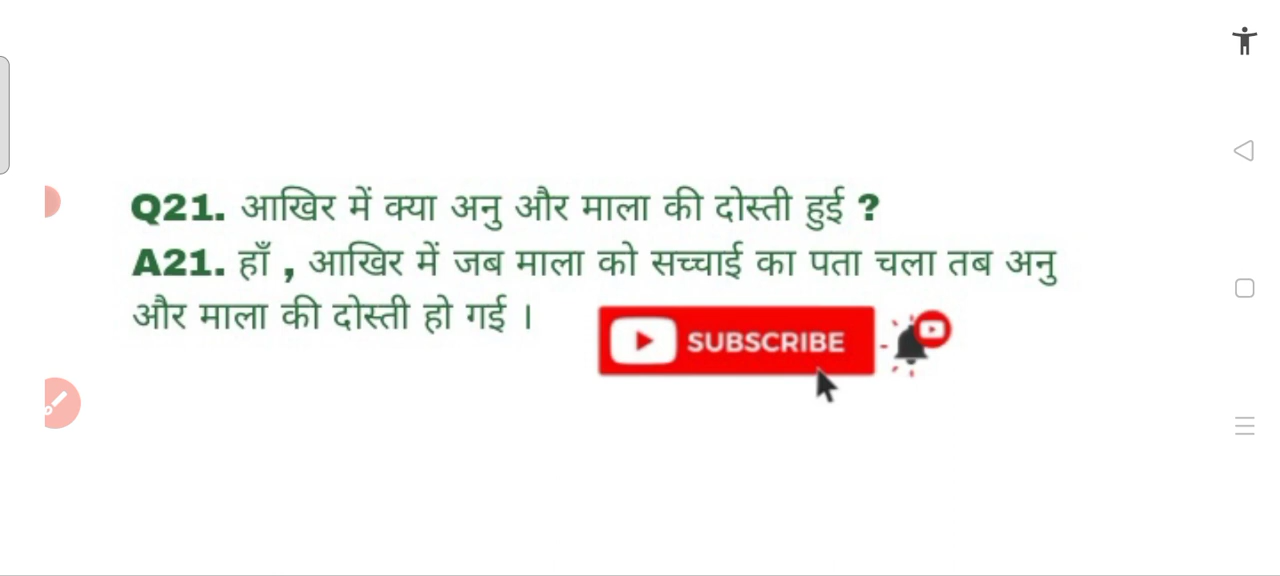 Q21. आखिर में क्या अनु और माला की दोस्ती हुई ?
A21. हाँ , आखिर में जब माला को सच्चाई का पता चला तब अनु
और माला की दोस्ती हो गई ।
SUBSCRIBE